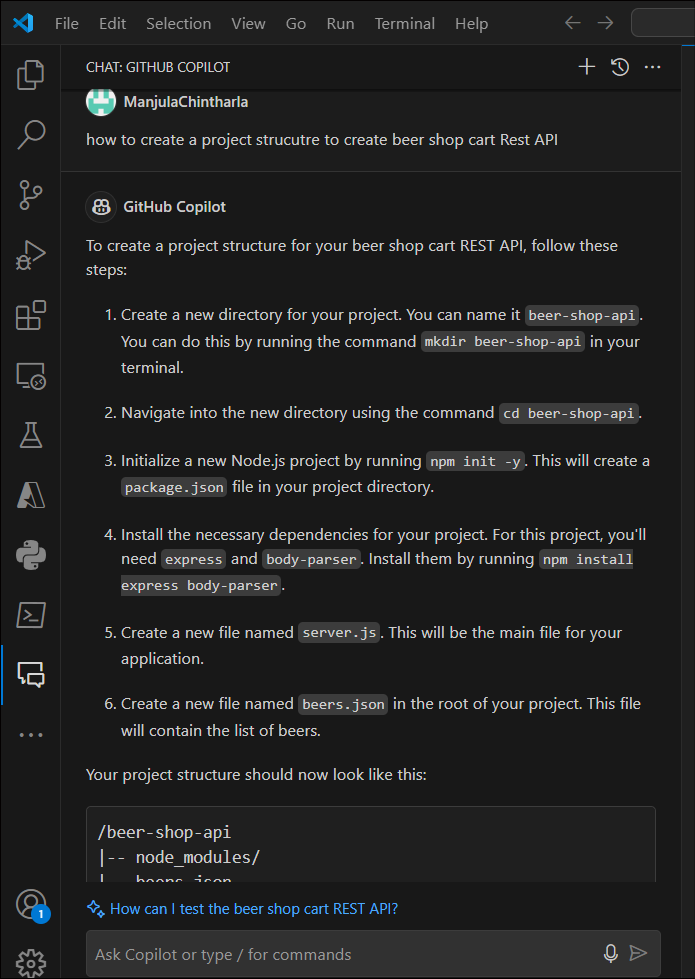 File Edit Selection View Go Run Terminal Help
CHAT: GITHUB COPILOT
ManjulaChintharla
how to create a project strucutre to create beer shop cart Rest API
GitHub Copilot
To create a project structure for your beer shop cart REST API, follow these
steps:
1. Create a new directory for your project. You can name it beer-shop-api.
You can do this by running the command mkdir beer-shop-api in your
terminal.
2. Navigate into the new directory using the command cd beer-shop-api.
3. Initialize a new Node.js project by running npm init -y. This will create a
package.json file in your project directory.
4. Install the necessary dependencies for your project. For this project, you'll
need express and body-parser. Install them by running npm install
express body-parser.
5. Create a new file named server.js. This will be the main file for your
application.
6. Create a new file named beers.json in the root of your project. This file
will contain the list of beers.
Your project structure should now look like this:
/beer-shop-api
|-- node_modules/
|-- beers.json
How can I test the beer shop cart REST API?
1
Ask Copilot or type / for commands